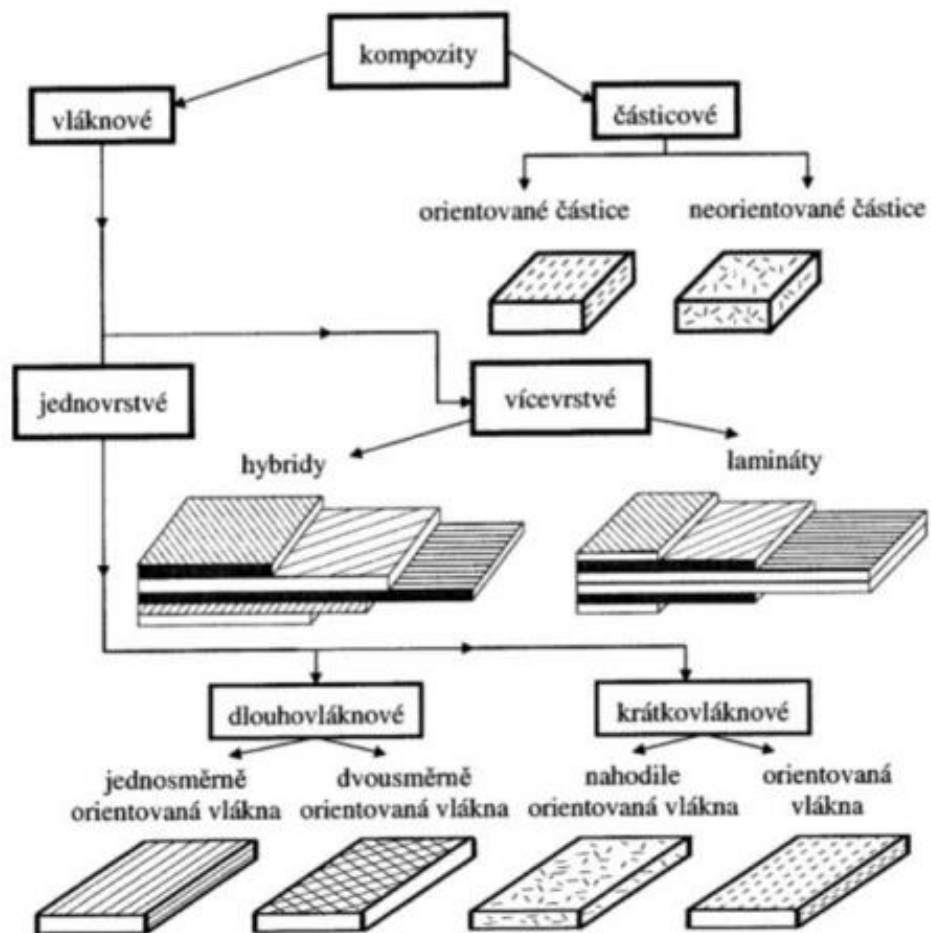 kompozity
vláknové
částicové
orientované částice
neorientované částice
jednovrstvé
vícevrstvé
hybridy
lamináty
dlouhovláknové
krátkovláknové
jednosměrně
orientovaná vlákna
dvousměrně
orientovaná vlákna
nahodile
orientovaná vlákna
orientovaná
vlákna